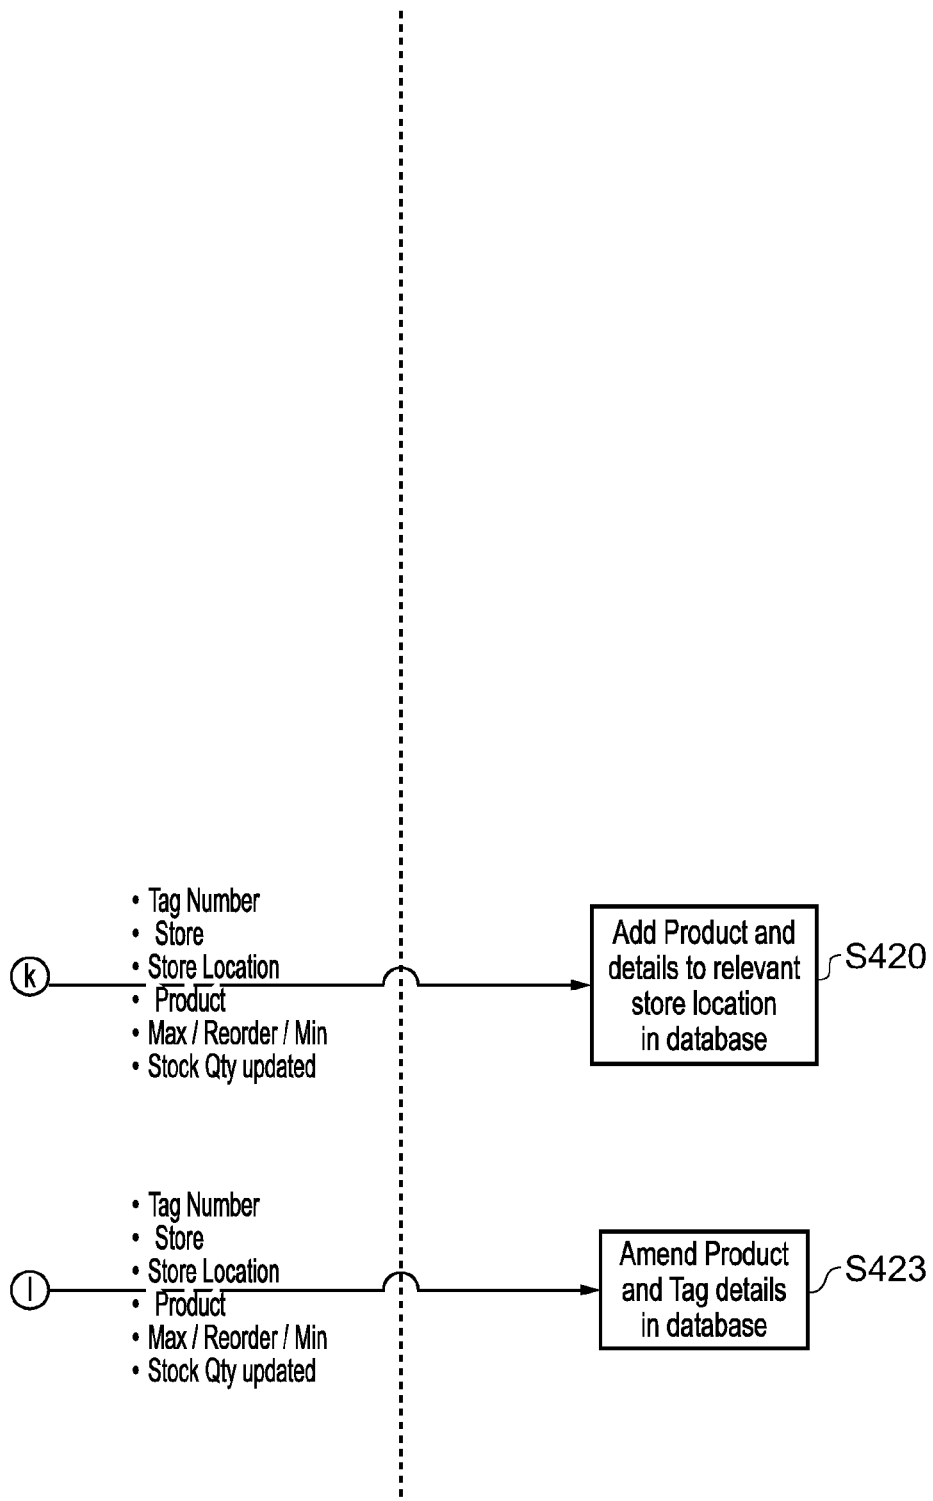 • Tag Number
• Store
• Store Location
• Product
• Max / Reorder / Min
• Stock Qty updated
k
Add Product and
details to relevant
store location
in database
S420
• Tag Number
• Store
• Store Location
• Product
• Max / Reorder / Min
• Stock Qty updated
l
Amend Product
and Tag details
in database
S423